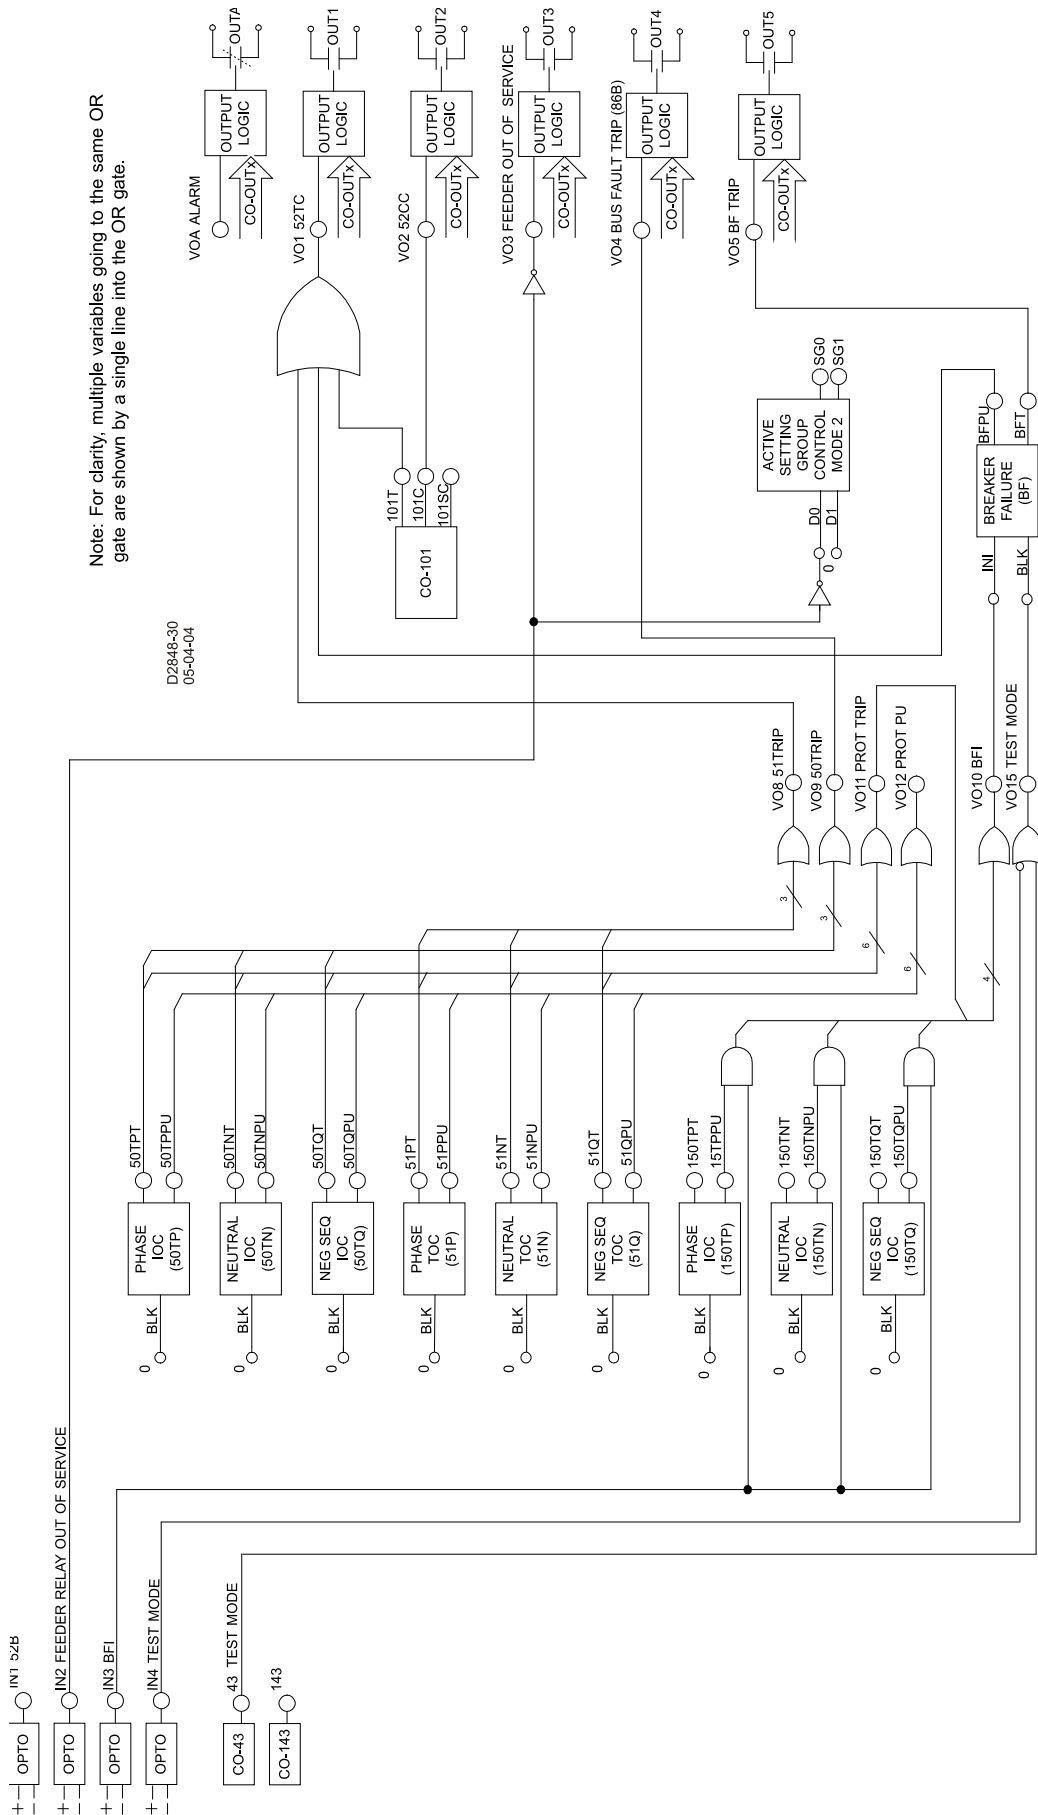 Note: For clarity, multiple variables going to the same OR
gate are shown by a single line into the OR gate.
D2848-30
05-04-04
OPTO
IN1 52B
OPTO
IN2 FEEDER RELAY OUT OF SERVICE
OPTO
IN3 BFI
OPTO
IN4 TEST MODE
CO-43
43 TEST MODE
CO-143
143
0
BLK
PHASE
IOC
(50TP)
50TPT
50TPPU
0
BLK
NEUTRAL
IOC
(50TN)
50TNT
50TNPU
0
BLK
NEG SEQ
IOC
(50TQ)
50TQT
50TQPU
0
BLK
PHASE
TOC
(51P)
51PT
51PPU
0
BLK
NEUTRAL
TOC
(51N)
51NT
51NPU
0
BLK
NEG SEQ
TOC
(51Q)
51QT
51QPU
0
BLK
PHASE
IOC
(150TP)
150TPT
15TPPU
0
BLK
NEUTRAL
IOC
(150TN)
150TNT
150TNPU
0
BLK
NEG SEQ
IOC
(150TQ)
150TQT
150TQPU
3
3
6
6
4
VO8 51TRIP
VO9 50TRIP
VO11 PROT TRIP
VO12 PROT PU
VO10 BFI
VO15 TEST MODE
CO-101
101T
101C
101SC
0
D0
D1
ACTIVE
SETTING
GROUP
CONTROL
MODE 2
SG0
SG1
INI
BLK
BREAKER
FAILURE
(BF)
BFPU
BFT
VOA ALARM
CO-OUTx
OUTPUT
LOGIC
OUTA
VO1 52TC
CO-OUTx
OUTPUT
LOGIC
OUT1
VO2 52CC
CO-OUTx
OUTPUT
LOGIC
OUT2
VO3 FEEDER OUT OF SERVICE
CO-OUTx
OUTPUT
LOGIC
OUT3
VO4 BUS FAULT TRIP (86B)
CO-OUTx
OUTPUT
LOGIC
OUT4
VO5 BF TRIP
CO-OUTx
OUTPUT
LOGIC
OUT5